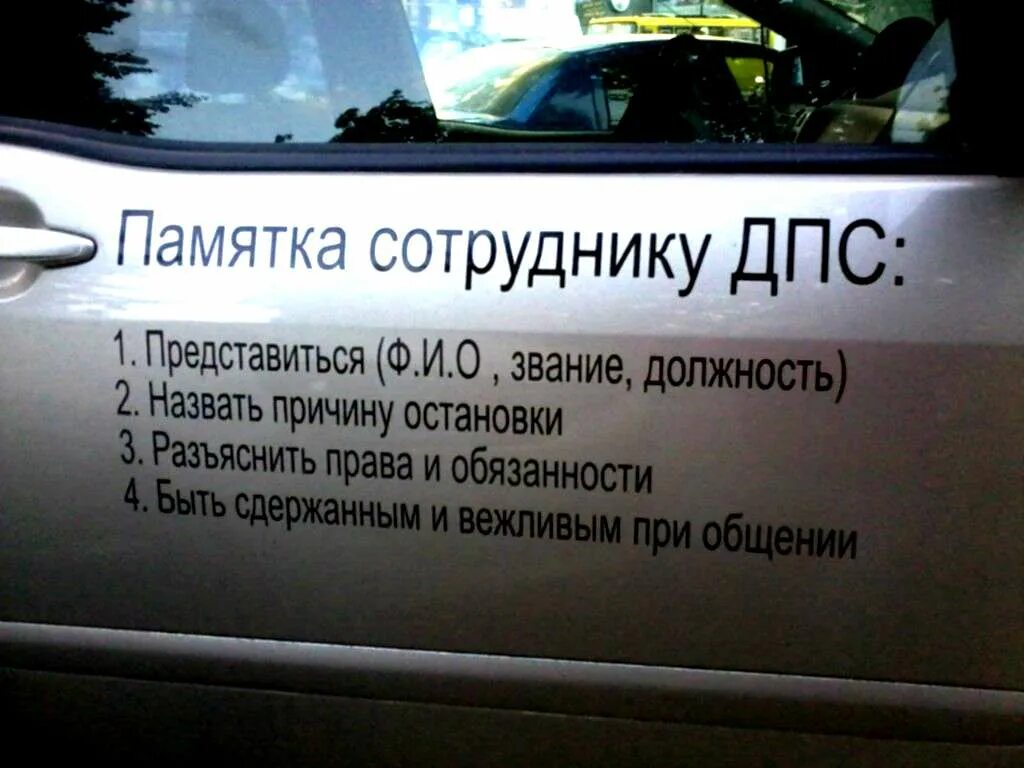 Памятка сотруднику ДПС:
1. Представиться (Ф.И.О , звание, должность)
2. Назвать причину остановки
3. Разъяснить права и обязанности
4. Быть сдержанным и вежливым при общении